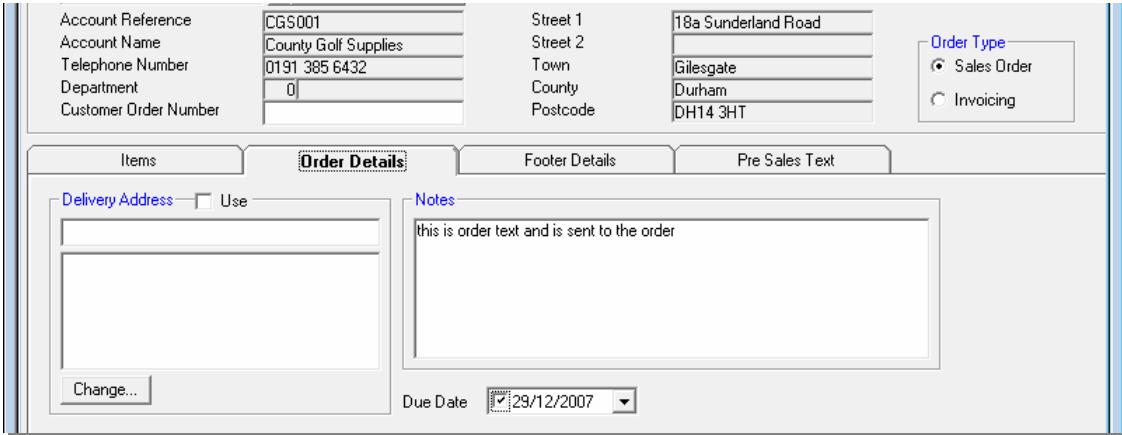 Account Reference CGS001 Street 1 18a Sunderland Road
Account Name County Golf Supplies Street 2 Order Type
Telephone Number 0191 385 6432 Town Gilesgate Sales Order
Department 0 County Durham Invoicing
Customer Order Number Postcode DH14 3HT
Items Order Details Footer Details Pre Sales Text
Delivery Address Use Notes
this is order text and is sent to the order
Change...
Due Date 29/12/2007